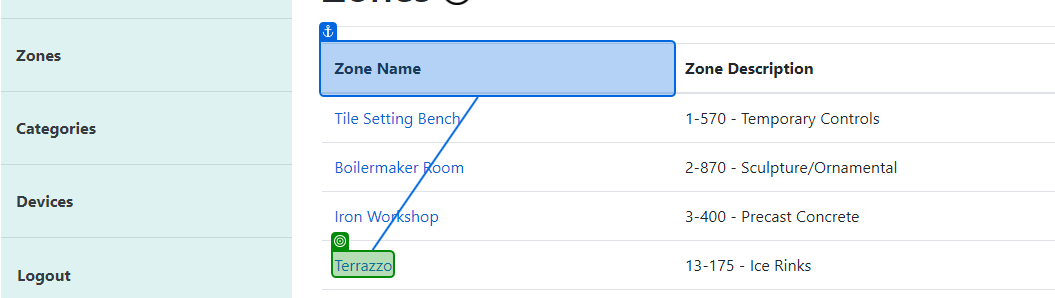 Zones
Zones
Zone Name Zone Description
Categories
Tile Setting Bench 1-570 - Temporary Controls
Boilermaker Room 2-870 - Sculpture/Ornamental
Devices
Iron Workshop 3-400 - Precast Concrete
Logout
Terrazzo 13-175 - Ice Rinks